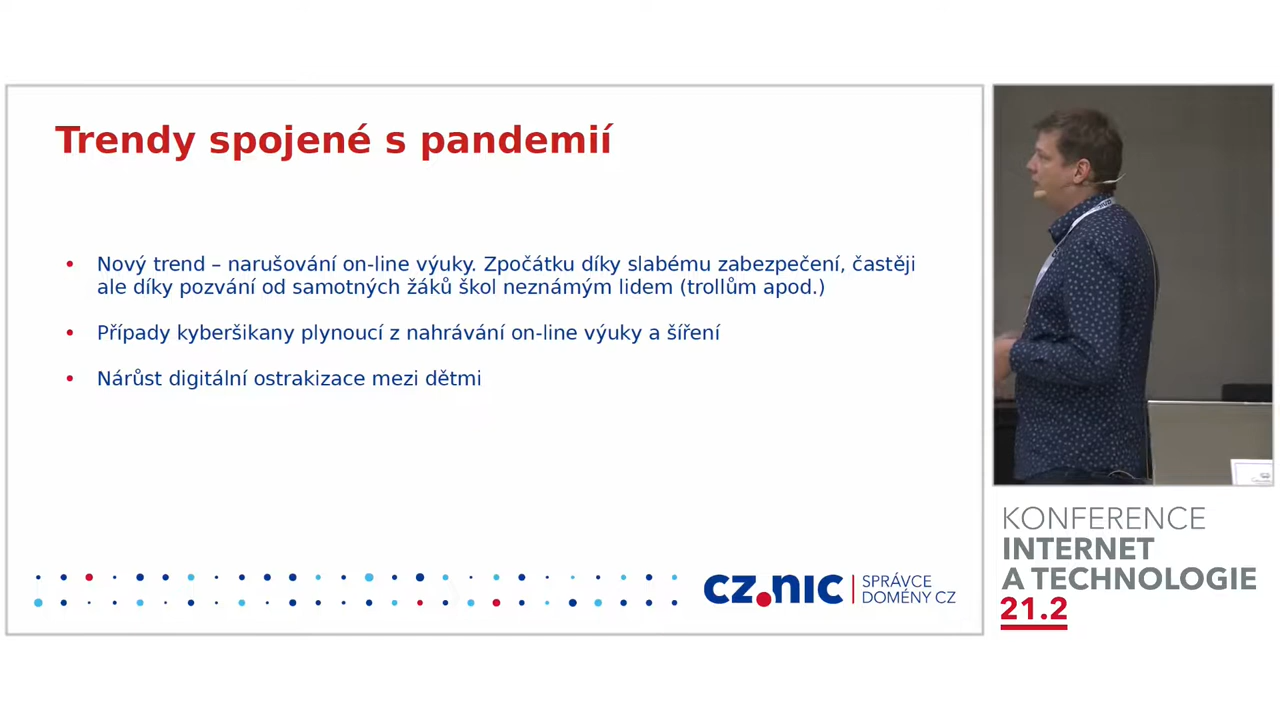 Trendy spojené s pandemií
Nový trend – narušování on-line výuky. Zpočátku díky slabému zabezpečení, častěji
ale díky pozvání od samotných žáků škol neznámým lidem (trollům apod.)
Případy kyberšikany plynoucí z nahrávání on-line výuky a šíření
Nárůst digitální ostrakizace mezi dětmi
CZ.NIC
SPRÁVCE
DOMÉNY CZ
KONFERENCE
INTERNET
A TECHNOLOGIE
21.2